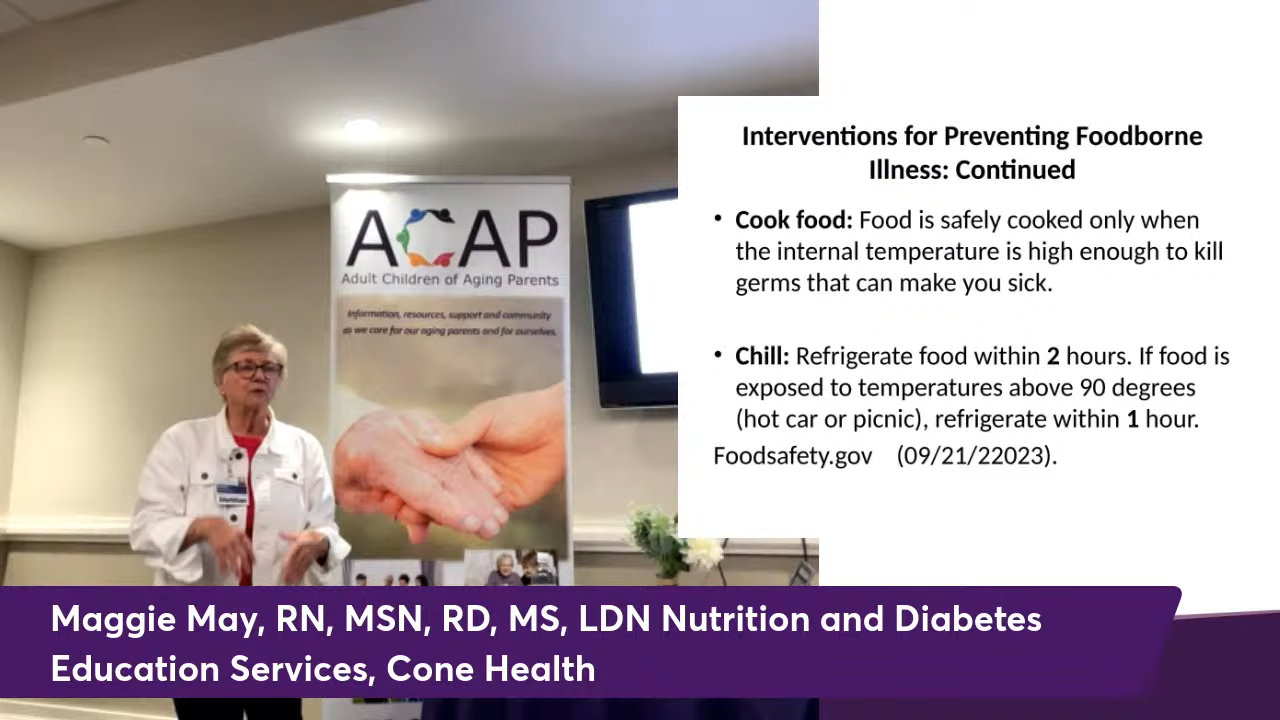 ACAP
Adult Children of Aging Parents
Information, resources, support and community
as we care for our aging parents and for ourselves.
Interventions for Preventing Foodborne
Illness: Continued
• Cook food: Food is safely cooked only when
the internal temperature is high enough to kill
germs that can make you sick.
• Chill: Refrigerate food within 2 hours. If food is
exposed to temperatures above 90 degrees
(hot car or picnic), refrigerate within 1 hour.
Foodsafety.gov (09/21/22023).
Maggie May, RN, MSN, RD, MS, LDN Nutrition and Diabetes
Education Services, Cone Health